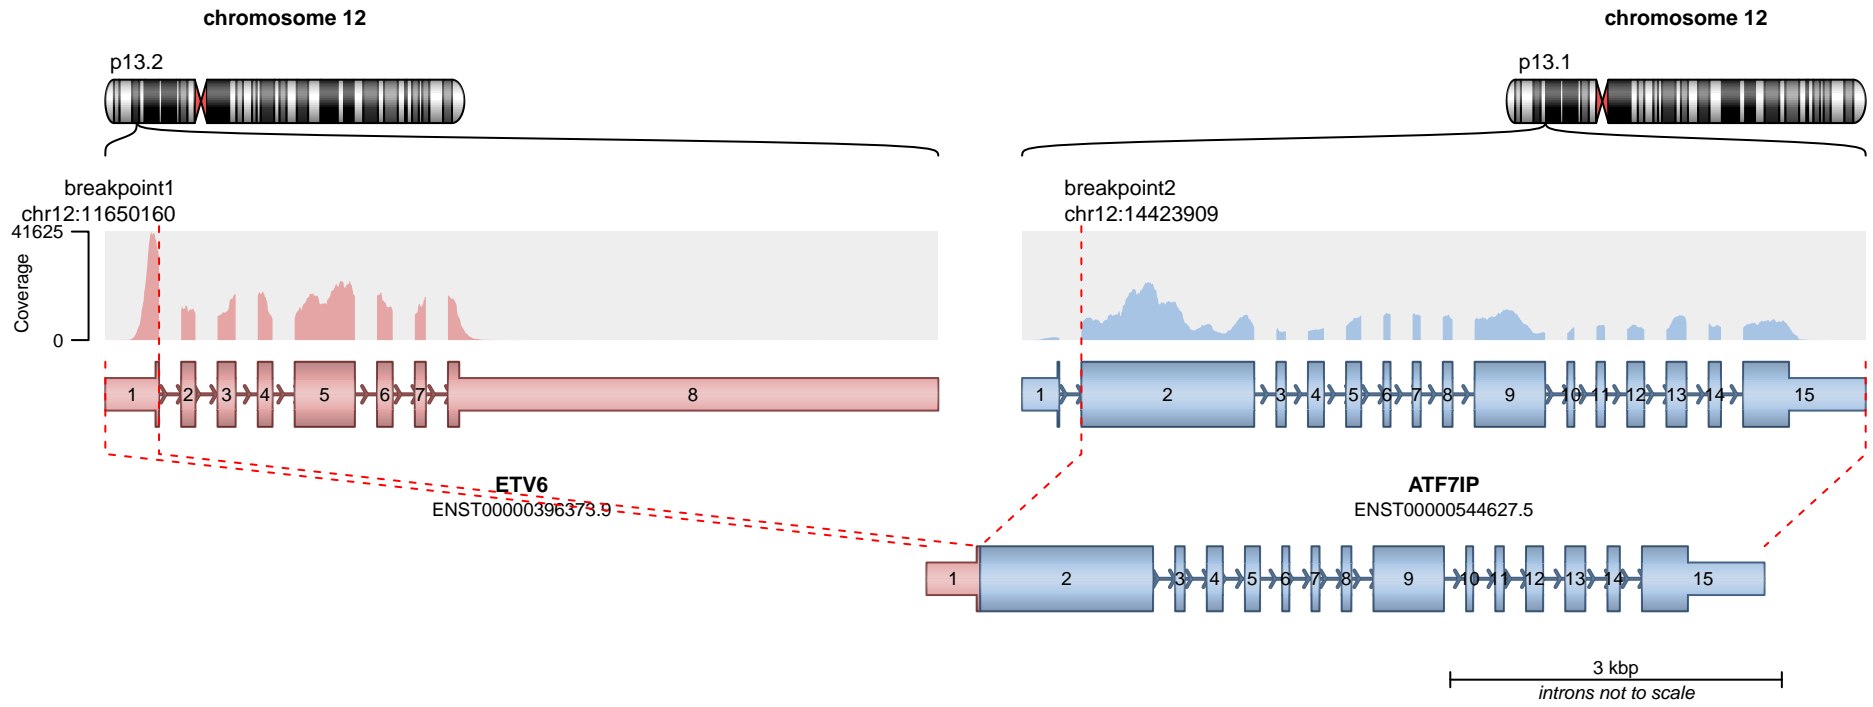 chromosome 12
chromosome 12
p13.2
p13.1
breakpoint1
chr12:11650160
breakpoint2
chr12:14423909
41625
Coverage
0
1 2 3 4 5 6 7 8
1 2 3 4 5 6 7 8 9 10 11 12 13 14 15
ETV6
ENST00000396373.9
ATF7IP
ENST00000544627.5
1 2 3 4 5 6 7 8 9 10 11 12 13 14 15
3 kbp
introns not to scale